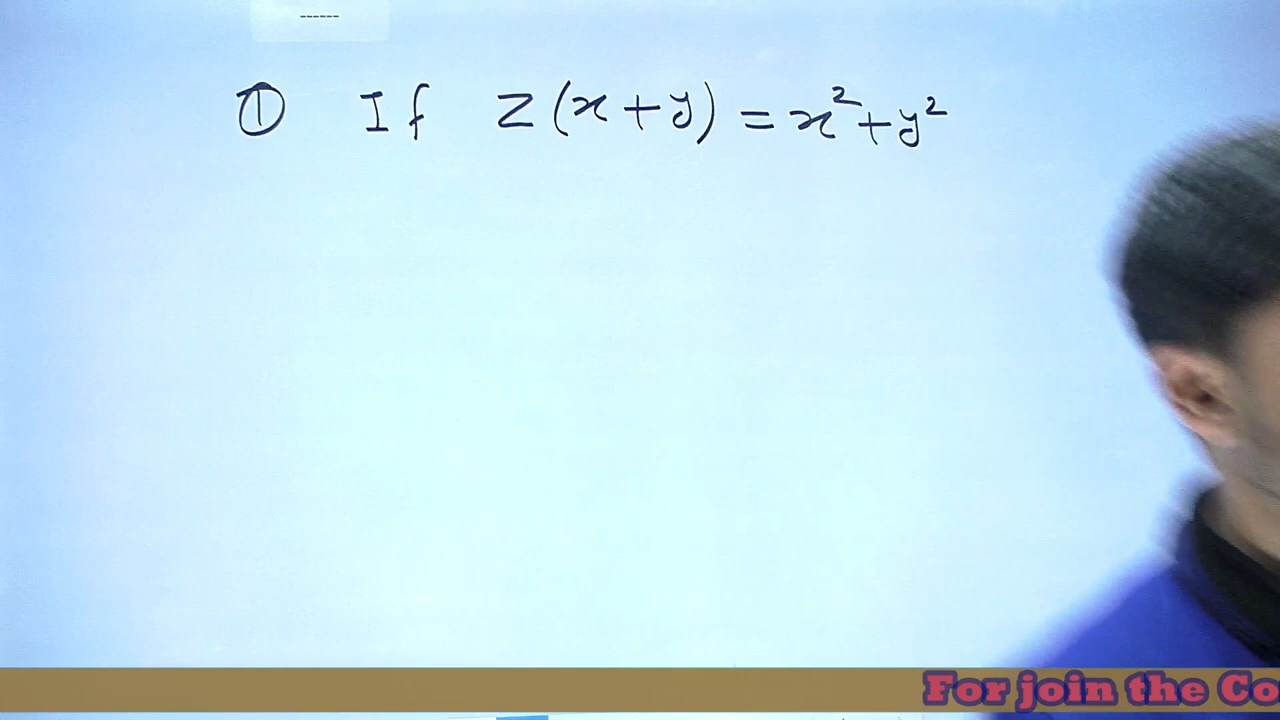 ------
① If z(x+y) = x²+y²
For join the Co